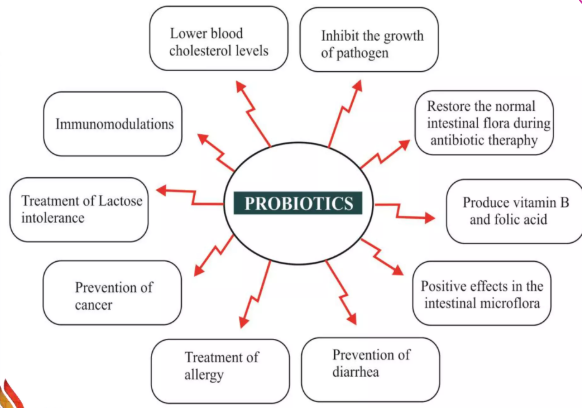 Lower blood
cholesterol levels
Inhibit the growth
of pathogen
Immunomodulations
Restore the normal
intestinal flora during
antibiotic theraphy
Treatment of Lactose
intolerance
PROBIOTICS
Produce vitamin B
and folic acid
Prevention of
cancer
Positive effects in the
intestinal microflora
Treatment of
allergy
Prevention of
diarrhea